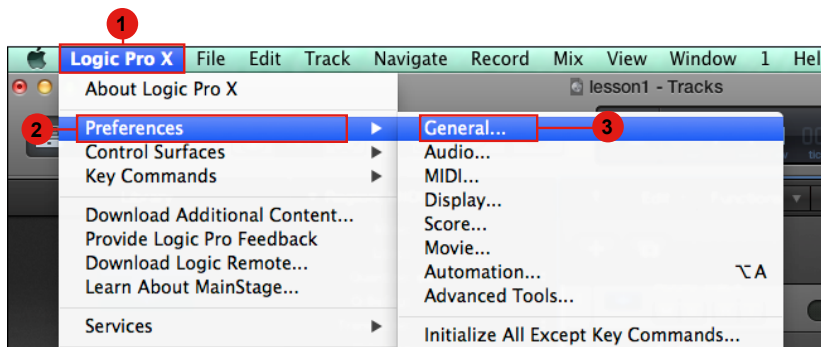 1
Logic Pro X File Edit Track Navigate Record Mix View Window 1 Hel
lesson1 - Tracks
About Logic Pro X
2
Preferences
Control Surfaces
Key Commands
Download Additional Content...
Provide Logic Pro Feedback
Download Logic Remote...
Learn About MainStage...
Services
3
General...
Audio...
MIDI...
Display...
Score...
Movie...
Automation... ⌥A
Advanced Tools...
Initialize All Except Key Commands...